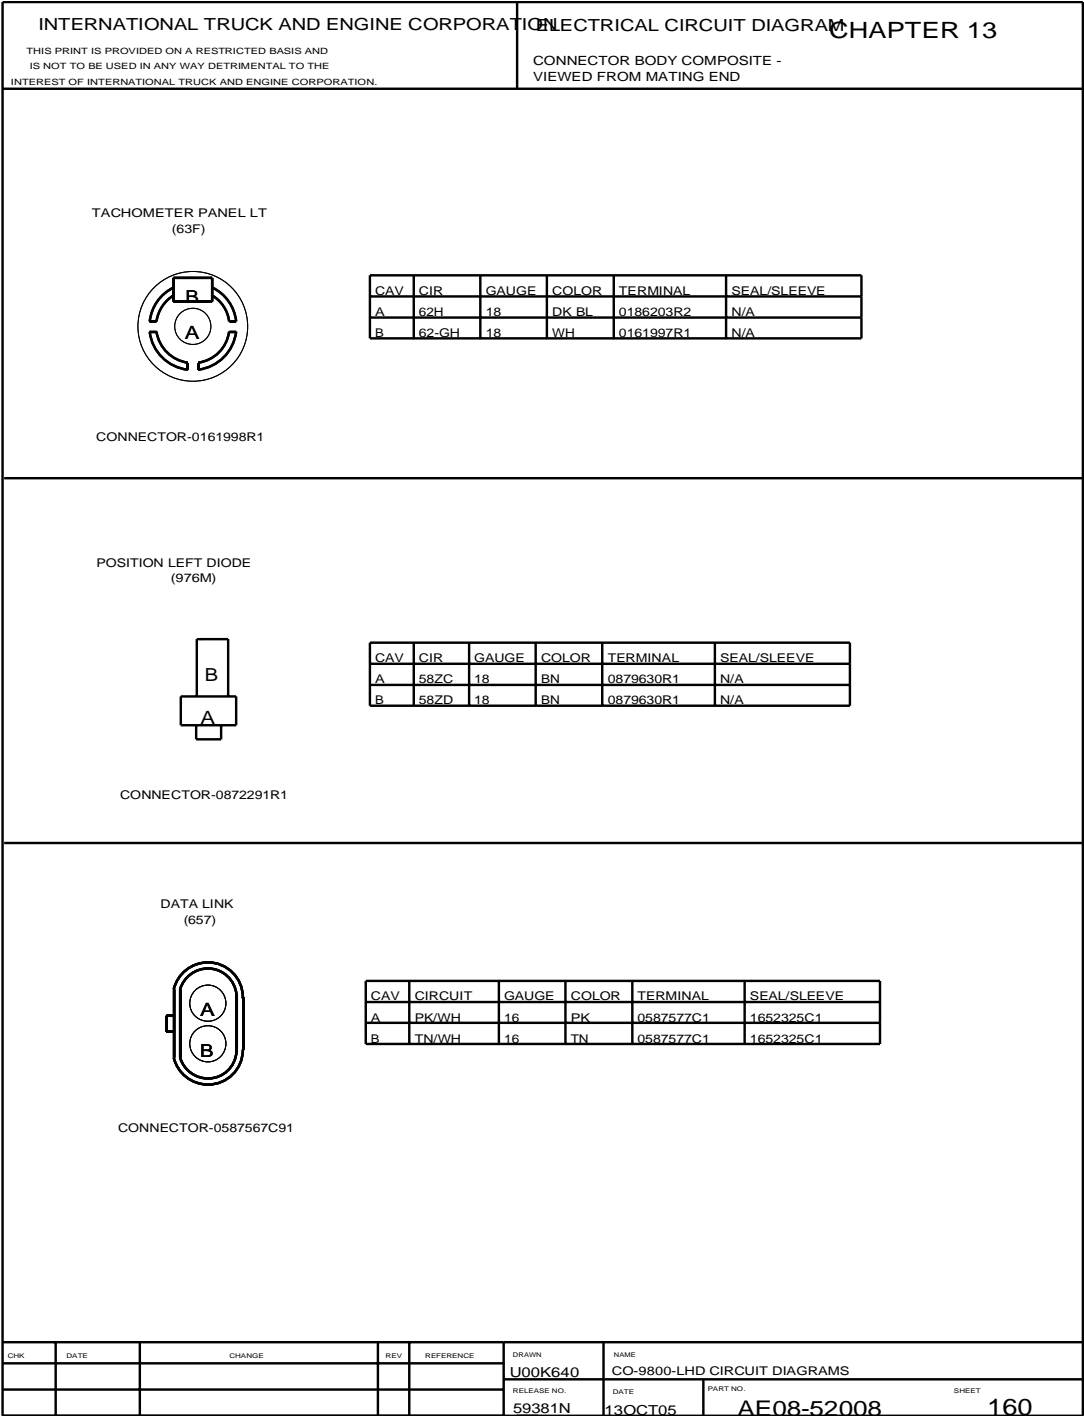 INTERNATIONAL TRUCK AND ENGINE CORPORATION
THIS PRINT IS PROVIDED ON A RESTRICTED BASIS AND
IS NOT TO BE USED IN ANY WAY DETRIMENTAL TO THE
INTEREST OF INTERNATIONAL TRUCK AND ENGINE CORPORATION.
ELECTRICAL CIRCUIT DIAGRAM
CHAPTER 13
CONNECTOR BODY COMPOSITE -
VIEWED FROM MATING END
TACHOMETER PANEL LT
(63F)
B
A
CONNECTOR-0161998R1
CAV CIR GAUGE COLOR TERMINAL SEAL/SLEEVE
A 62H 18 DK BL 0186203R2 N/A
B 62-GH 18 WH 0161997R1 N/A
POSITION LEFT DIODE
(976M)
B
A
CONNECTOR-0872291R1
CAV CIR GAUGE COLOR TERMINAL SEAL/SLEEVE
A 58ZC 18 BN 0879630R1 N/A
B 58ZD 18 BN 0879630R1 N/A
DATA LINK
(657)
A
B
CONNECTOR-0587567C91
CAV CIRCUIT GAUGE COLOR TERMINAL SEAL/SLEEVE
A PK/WH 16 PK 0587577C1 1652325C1
B TN/WH 16 TN 0587577C1 1652325C1
CHK DATE CHANGE REV REFERENCE
DRAWN
U00K640
NAME
CO-9800-LHD CIRCUIT DIAGRAMS
RELEASE NO.
59381N
DATE
13OCT05
PART NO.
AE08-52008
SHEET
160